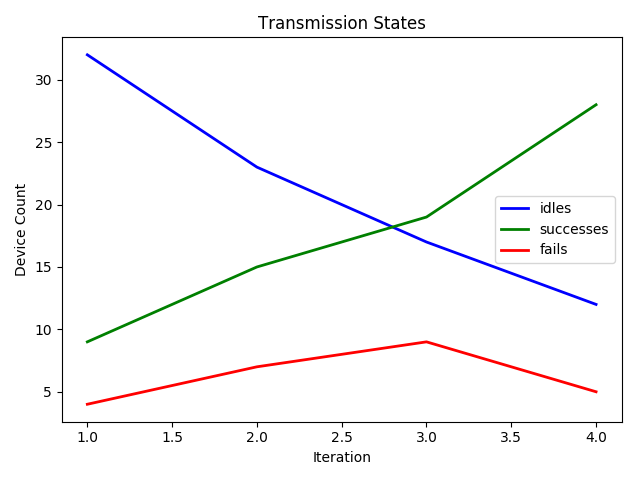 Transmission States
Device Count
30
25
20
15
10
5
idles
successes
fails
1.0 1.5 2.0 2.5 3.0 3.5 4.0
Iteration